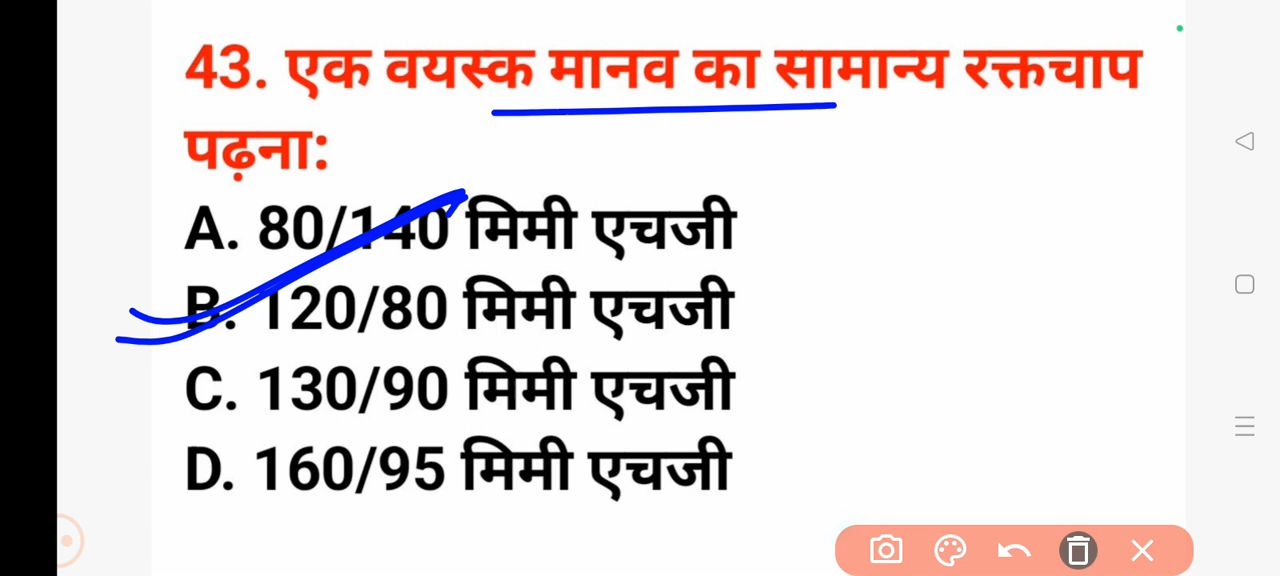 43. एक वयस्क मानव का सामान्य रक्तचाप
पढ़ना:
A. 80/140 मिमी एचजी
B. 120/80 मिमी एचजी
C. 130/90 मिमी एचजी
D. 160/95 मिमी एचजी